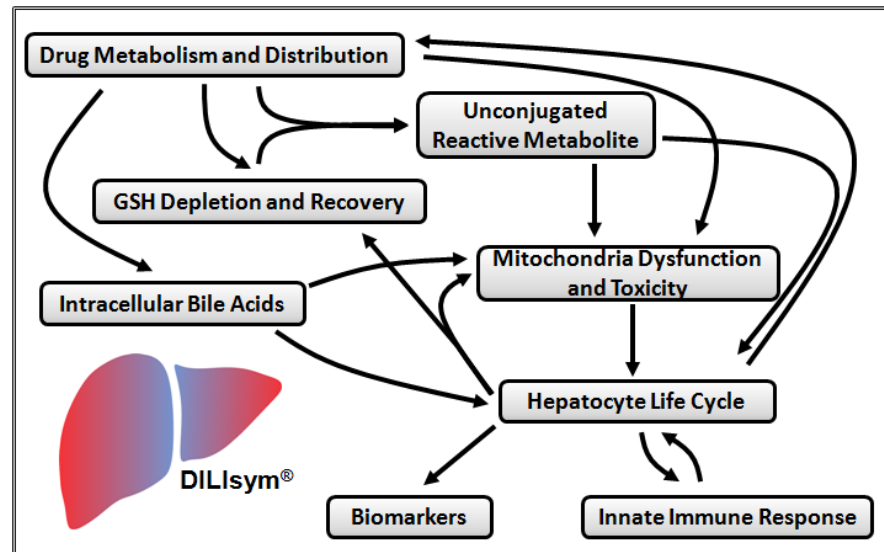 Drug Metabolism and Distribution
Unconjugated
Reactive Metabolite
GSH Depletion and Recovery
Mitochondria Dysfunction
and Toxicity
Intracellular Bile Acids
Hepatocyte Life Cycle
DILIsym®
Biomarkers
Innate Immune Response